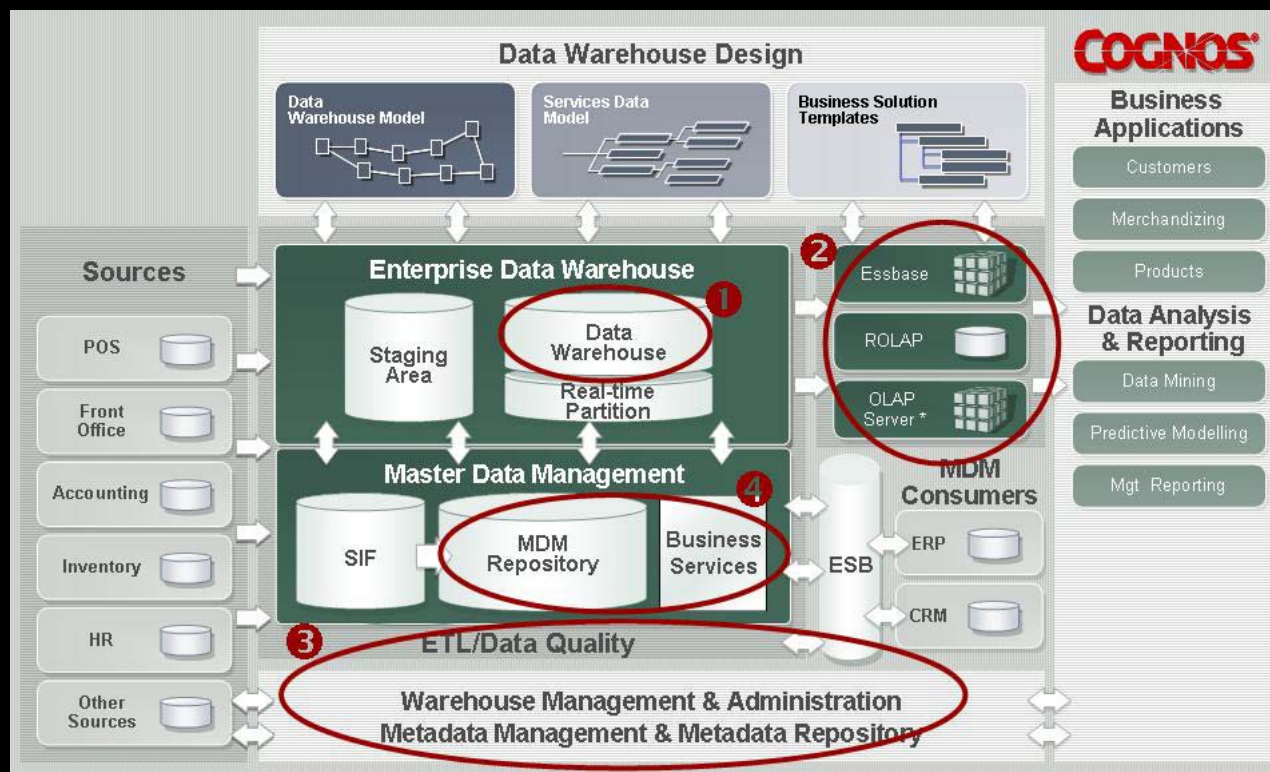 Data Warehouse Design
COGNOS®
Data
Warehouse Model
Services Data
Model
Business Solution
Templates
Business
Applications
Customers
Merchandizing
Products
Data Analysis
& Reporting
Data Mining
Predictive Modelling
Mgt Reporting
Sources
POS
Front
Office
Accounting
Inventory
HR
Other
Sources
Enterprise Data Warehouse
1
Staging
Area
Data
Warehouse
Real-time
Partition
2
Essbase
ROLAP
OLAP
Server *
Master Data Management
4
SIF
MDM
Repository
Business
Services
ESB
MDM
Consumers
ERP
CRM
3
ETL/Data Quality
Warehouse Management & Administration
Metadata Management & Metadata Repository